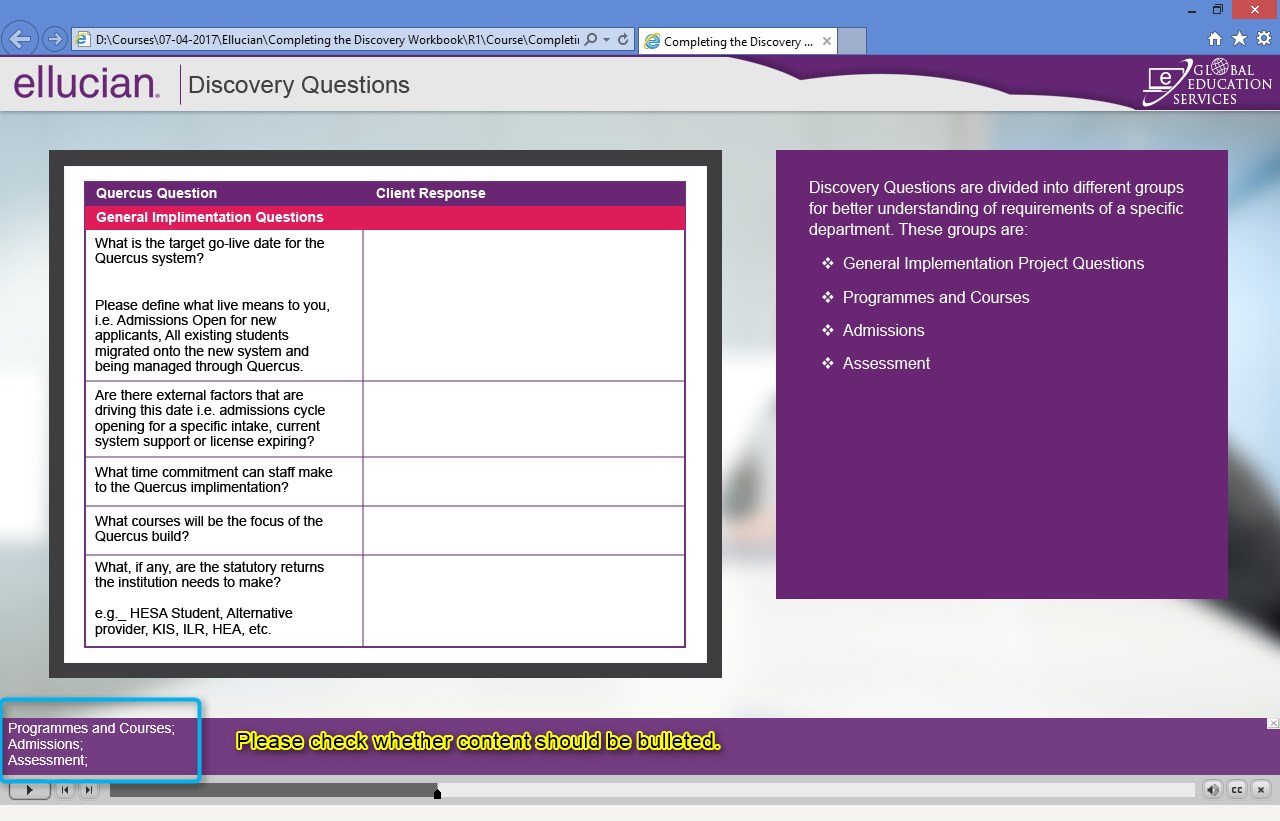 D:\Courses\07-04-2017\Ellucian\Completing the Discovery Workbook\R1\Course\Completin
Completing the Discovery ...
ellucian.
Discovery Questions
e GLOBAL
EDUCATION
SERVICES
Quercus Question Client Response
General Implimentation Questions
What is the target go-live date for the
Quercus system?
Please define what live means to you,
i.e. Admissions Open for new
applicants, All existing students
migrated onto the new system and
being managed through Quercus.
Are there external factors that are
driving this date i.e. admissions cycle
opening for a specific intake, current
system support or license expiring?
What time commitment can staff make
to the Quercus implimentation?
What courses will be the focus of the
Quercus build?
What, if any, are the statutory returns
the institution needs to make?
e.g._ HESA Student, Alternative
provider, KIS, ILR, HEA, etc.
Discovery Questions are divided into different groups
for better understanding of requirements of a specific
department. These groups are:
❖ General Implementation Project Questions
❖ Programmes and Courses
❖ Admissions
❖ Assessment
Programmes and Courses;
Admissions;
Assessment;
Please check whether content should be bulleted.
CC